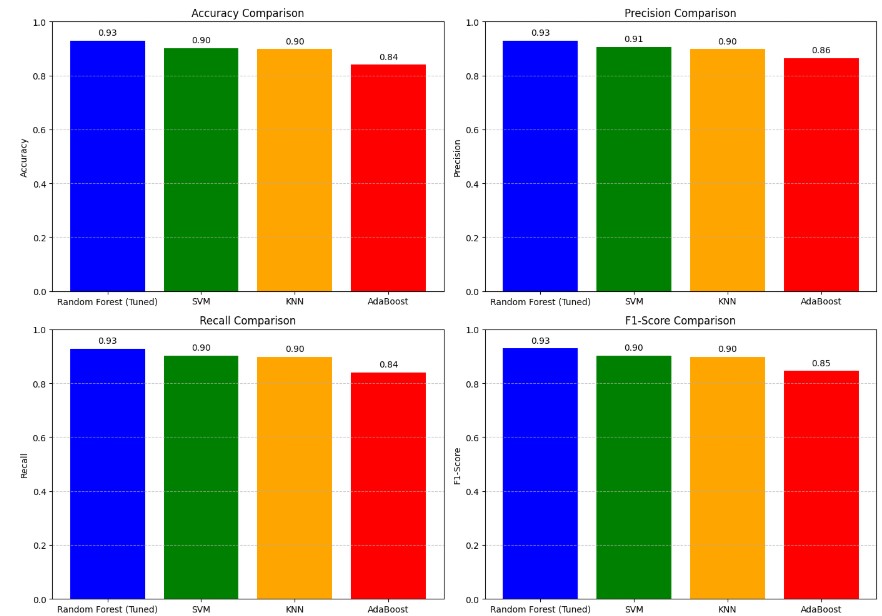 Accuracy Comparison
1.0
0.8
0.6
0.4
0.2
0.0
Accuracy
0.93
0.90
0.90
0.84
Random Forest (Tuned)
SVM
KNN
AdaBoost
Precision Comparison
1.0
0.8
0.6
0.4
0.2
0.0
Precision
0.93
0.91
0.90
0.86
Random Forest (Tuned)
SVM
KNN
AdaBoost
Recall Comparison
1.0
0.8
0.6
0.4
0.2
0.0
Recall
0.93
0.90
0.90
0.84
Random Forest (Tuned)
SVM
KNN
AdaBoost
F1-Score Comparison
1.0
0.8
0.6
0.4
0.2
0.0
F1-Score
0.93
0.90
0.90
0.85
Random Forest (Tuned)
SVM
KNN
AdaBoost